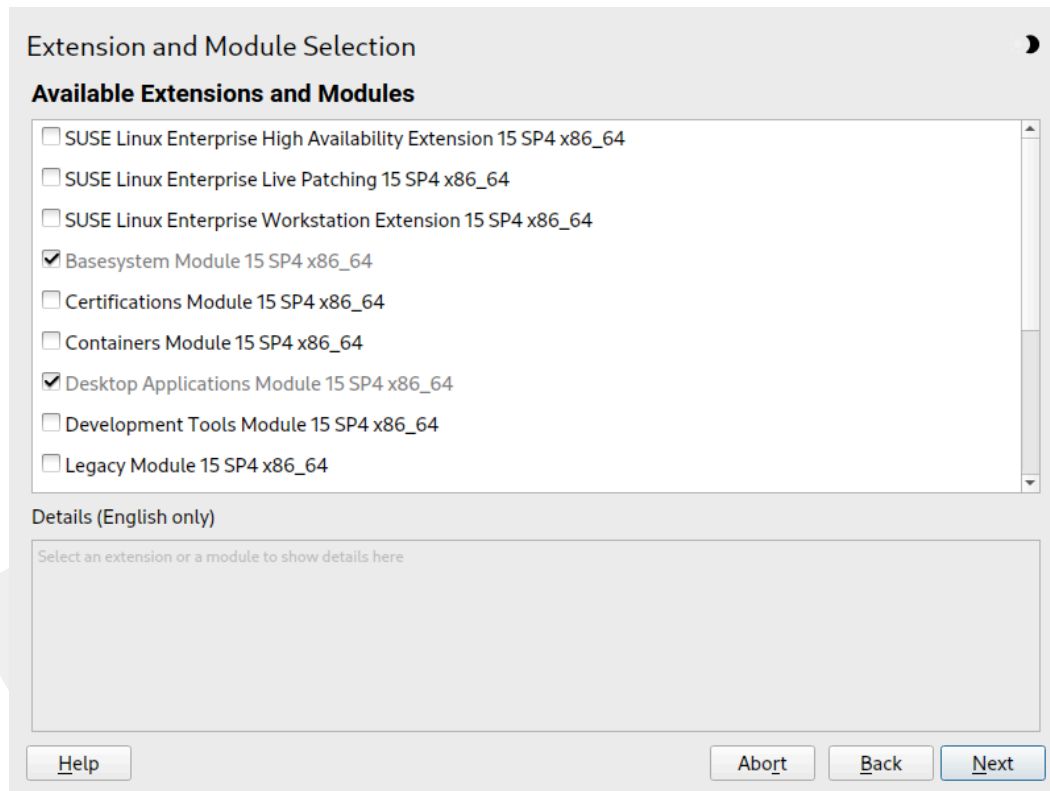 Extension and Module Selection
Available Extensions and Modules
SUSE Linux Enterprise High Availability Extension 15 SP4 x86_64
SUSE Linux Enterprise Live Patching 15 SP4 x86_64
SUSE Linux Enterprise Workstation Extension 15 SP4 x86_64
Basesystem Module 15 SP4 x86_64
Certifications Module 15 SP4 x86_64
Containers Module 15 SP4 x86_64
Desktop Applications Module 15 SP4 x86_64
Development Tools Module 15 SP4 x86_64
Legacy Module 15 SP4 x86_64
Details (English only)
Select an extension or a module to show details here
Help Abort Back Next